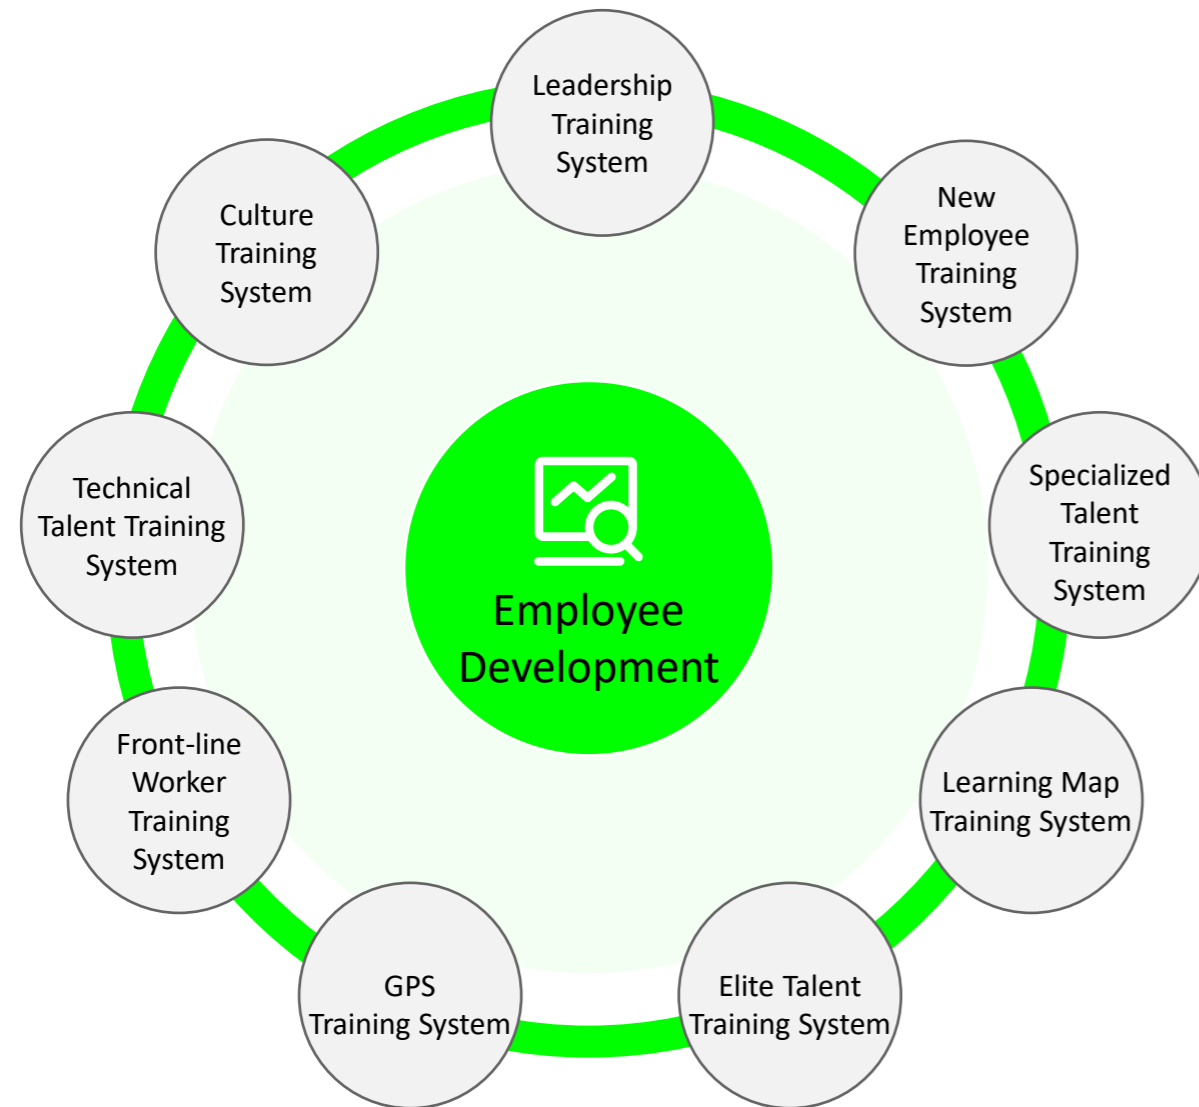 Leadership
Training
System
New
Employee
Training
System
Specialized
Talent
Training
System
Learning Map
Training System
Elite Talent
Training System
GPS
Training System
Front-line
Worker
Training
System
Technical
Talent Training
System
Culture
Training
System
Employee
Development